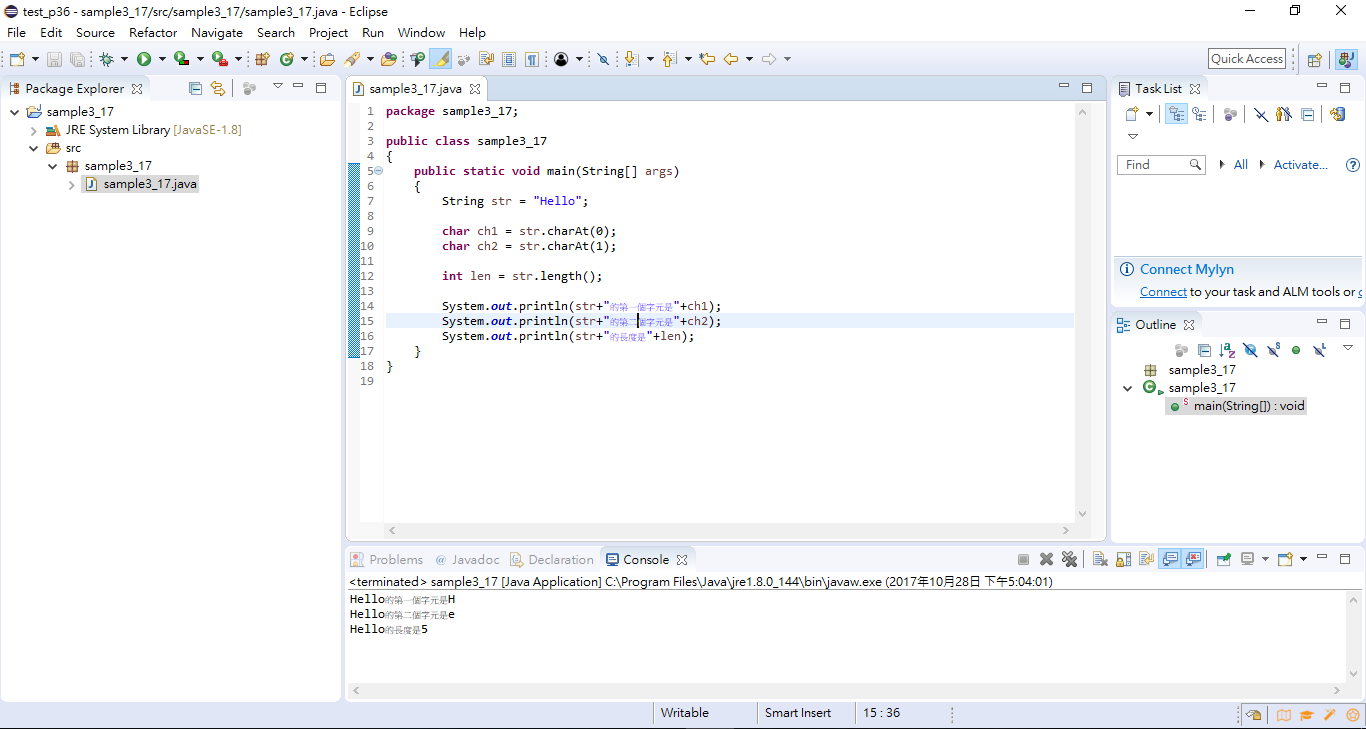 test_p36 - sample3_17/src/sample3_17/sample3_17.java - Eclipse
File Edit Source Refactor Navigate Search Project Run Window Help
Quick Access
Package Explorer
sample3_17
JRE System Library [JavaSE-1.8]
src
sample3_17
sample3_17.java
sample3_17.java
1 package sample3_17;
2
3 public class sample3_17
4 {
5 public static void main(String[] args)
6 {
7 String str = "Hello";
8
9 char ch1 = str.charAt(0);
10 char ch2 = str.charAt(1);
11
12 int len = str.length();
13
14 System.out.println(str+"的第一個字元是"+ch1);
15 System.out.println(str+"的第二個字元是"+ch2);
16 System.out.println(str+"的長度是"+len);
17 }
18 }
19
Task List
Find All Activate...
Connect Mylyn
Connect to your task and ALM tools or
Outline
sample3_17
sample3_17
main(String[]) : void
Problems @ Javadoc Declaration Console
<terminated> sample3_17 [Java Application] C:\Program Files\Java\jre1.8.0_144\bin\javaw.exe (2017年10月28日 下午5:04:01)
Hello的第一個字元是H
Hello的第二個字元是e
Hello的長度是5
Writable Smart Insert 15 : 36